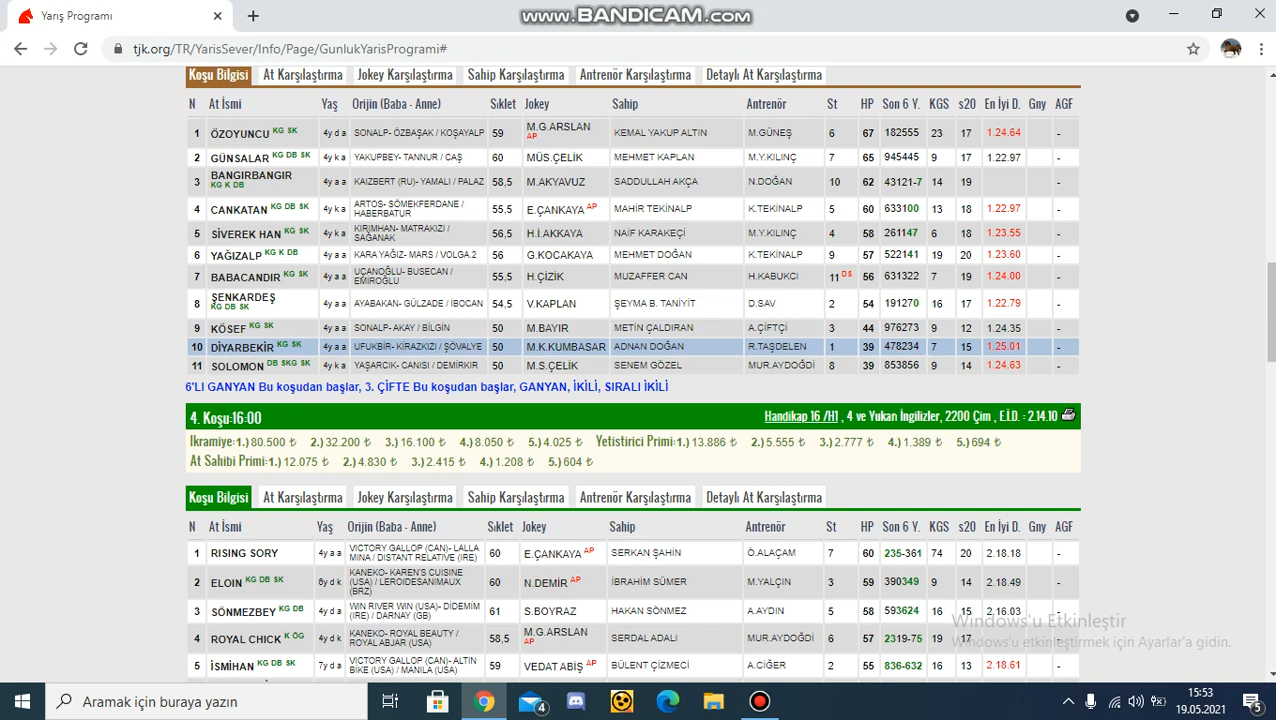 Yarış Programı
www.BANDICAM.com
tjk.org/TR/YarisSever/Info/Page/GunlukYarisProgrami#
Koşu Bilgisi At Karşılaştırma Jokey Karşılaştırma Sahip Karşılaştırma Antrenör Karşılaştırma Detaylı At Karşılaştırma
N At İsmi Yaş Orijin (Baba - Anne) Sıklet Jokey Sahip Antrenör St HP Son 6 Y. KGS s20 En İyi D. Gny AGF
1 ÖZOYUNCU KG SK 4y d a SONALP- ÖZBAŞAK / KOŞAYALP 59 M.G.ARSLAN AP KEMAL YAKUP ALTIN M.GÜNEŞ 6 67 182555 23 17 1.24.64 -
2 GÜNSALAR KG DB SK 4y k a YAKUPBEY- TANNUR / CAŞ 60 MÜS.ÇELİK MEHMET KAPLAN M.Y.KILINÇ 7 65 945445 9 17 1.22.97 -
3 BANGIRBANGIR KG K DB 4y a a KAIZBERT (RU)- YAMALI / PALAZ 58,5 M.AKYAVUZ SADDULLAH AKÇA N.DOĞAN 10 62 43121-7 14 19 -
4 CANKATAN KG DB SK 4y k a ARTOS- SÖMEKFERDANE / HABERBATUR 55,5 E.ÇANKAYA AP MAHİR TEKİNALP K.TEKİNALP 5 60 633100 13 18 1.22.97 -
5 SİVEREK HAN KG SK 4y k a KIRIMHAN- MATRAKIZI / SAĞANAK 56,5 H.İ.AKKAYA NAİF KARAKEÇİ M.Y.KILINÇ 4 58 261147 6 18 1.23.55 -
6 YAĞIZALP KG K DB 4y a a KARA YAĞIZ- MARS / VOLGA.2 56 G.KOCAKAYA MEHMET DOĞAN K.TEKİNALP 9 57 522141 19 20 1.23.60 -
7 BABACANDIR KG SK 4y a a UÇANOĞLU- BUSECAN / EMİROĞLU 55,5 H.ÇİZİK MUZAFFER CAN H.KABUKCI 11 DS 56 631322 7 19 1.24.00 -
8 ŞENKARDEŞ KG DB SK 4y a a AYABAKAN- GÜLZADE / İBOCAN 54,5 V.KAPLAN ŞEYMA B. TANİYİT D.SAV 2 54 191270 16 17 1.22.79 -
9 KÖSEF KG SK 4y a a SONALP- AKAY / BİLGİN 50 M.BAYIR METİN ÇALDIRAN A.ÇİFTÇİ 3 44 976273 9 12 1.24.35 -
10 DİYARBEKİR KG SK 4y a a UFUKBİR- KİRAZKIZI / ŞÖVALYE 50 M.K.KUMBASAR ADNAN DOĞAN R.TAŞDELEN 1 39 478234 7 15 1.25.01 -
11 SOLOMON DB SKG SK 4y k a YAŞARCIK- CANISI / DEMİRKIR 50 M.S.ÇELİK SENEM GÖZEL MUR.AYDOĞDİ 8 39 853856 9 14 1.24.63 -
6'LI GANYAN Bu koşudan başlar, 3. ÇİFTE Bu koşudan başlar, GANYAN, İKİLİ, SIRALI İKİLİ
4. Koşu:16:00 Handikap 16 /H1 , 4 ve Yukarı İngilizler, 2200 Çim , E.İ.D. : 2.14.10
İkramiye:1.) 80.500 ₺ 2.) 32.200 ₺ 3.) 16.100 ₺ 4.) 8.050 ₺ 5.) 4.025 ₺ Yetistirici Primi:1.) 13.886 ₺ 2.) 5.555 ₺ 3.) 2.777 ₺ 4.) 1.389 ₺ 5.) 694 ₺
At Sahibi Primi:1.) 12.075 ₺ 2.) 4.830 ₺ 3.) 2.415 ₺ 4.) 1.208 ₺ 5.) 604 ₺
Koşu Bilgisi At Karşılaştırma Jokey Karşılaştırma Sahip Karşılaştırma Antrenör Karşılaştırma Detaylı At Karşılaştırma
N At İsmi Yaş Orijin (Baba - Anne) Sıklet Jokey Sahip Antrenör St HP Son 6 Y. KGS s20 En İyi D. Gny AGF
1 RISING SORY 4y a a VICTORY GALLOP (CAN)- LALLA MINA / DISTANT RELATIVE (IRE) 60 E.ÇANKAYA AP SERKAN ŞAHİN Ö.ALAÇAM 7 60 235-361 74 20 2.18.18 -
2 ELOIN KG DB SK 6y d k KANEKO- KAREN'S CUISINE (USA) / LEROIDESANIMAUX (BRZ) 60 N.DEMİR AP İBRAHİM SÜMER M.YALÇIN 3 59 390349 9 14 2.18.49 -
3 SÖNMEZBEY KG DB 4y d a WIN RIVER WIN (USA)- DİDEMİM (IRE) / DARNAY (GB) 61 S.BOYRAZ HAKAN SÖNMEZ A.AYDIN 5 58 593624 16 15 2.16.03 -
4 ROYAL CHICK K ÖG 4y d k KANEKO- ROYAL BEAUTY / ROYAL ABJAR (USA) 58,5 M.G.ARSLAN AP SERDAL ADALI MUR.AYDOĞDİ 6 57 2319-75 19 17 -
5 İSMİHAN KG DB SK 7y d a VICTORY GALLOP (CAN)- ALTIN BİKE (USA) / MANILA (USA) 59 VEDAT ABİŞ AP BÜLENT ÇİZMECİ A.CİĞER 2 55 836-632 16 13 2.18.61 -
Windows'u Etkinleştir
Windows'u etkinleştirmek için Ayarlar'a gidin.
Aramak için buraya yazın 4 15:53
19.05.2021 5